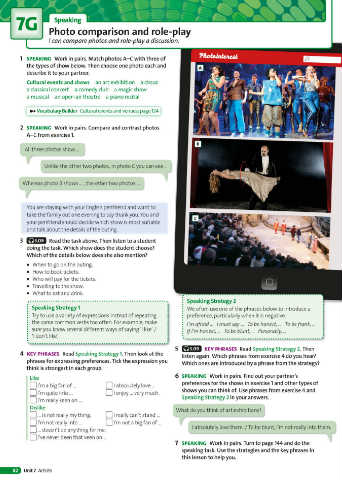 7G
Speaking
Photo comparison and role-play
I can compare photos and role-play a discussion.
1 SPEAKING Work in pairs. Match photos A–C with three of
the types of show below. Then choose one photo each and
describe it to your partner.
Cultural events and shows an art exhibition a circus
a classical concert a comedy club a magic show
a musical an open-air theatre a piano recital
Vocabulary Builder Cultural events and venues: page 124
2 SPEAKING Work in pairs. Compare and contrast photos
A–C from exercise 1.
All three photos show …
Unlike the other two photos, in photo C you can see …
Whereas photo B shows … , the other two photos …
You are staying with your English penfriend and want to
take the family out one evening to say thank you. You and
your penfriend should decide which show is most suitable
and talk about the details of the outing.
3 Read the task above. Then listen to a student
doing the task. Which show does the student choose?
Which of the details below does she also mention?
• When to go on the outing.
• How to book tickets.
• Who will pay for the tickets.
• Travelling to the show.
• What to eat and drink.
Speaking Strategy 1
Try to use a variety of expressions instead of repeating
the same common verbs too often. For example, make
sure you know several different ways of saying 'I like' /
'I don't like'.
4 KEY PHRASES Read Speaking Strategy 1. Then look at the
phrases for expressing preferences. Tick the expression you
think is strongest in each group.
Like
I'm a big fan of … I absolutely love …
I'm quite into … I enjoy … very much.
I'm really keen on …
Dislike
… is not really my thing. I really can't stand …
I'm not really into … I'm not a big fan of …
… doesn't do anything for me.
I've never been that keen on …
82 Unit 7 Artists
Photointerest
A
B
C
Speaking Strategy 2
We often use one of the phrases below to introduce a
preference, particularly when it is negative.
I'm afraid … I must say … To be honest, … To be frank, …
If I'm honest, … To be blunt, … Personally, …
5 KEY PHRASES Read Speaking Strategy 2. Then
listen again. Which phrases from exercise 4 do you hear?
Which ones are introduced by a phrase from the strategy?
6 SPEAKING Work in pairs. Find out your partner's
preferences for the shows in exercise 1 and other types of
shows you can think of. Use phrases from exercise 4 and
Speaking Strategy 2 in your answers.
What do you think of art exhibitions?
I absolutely love them. / To be blunt, I'm not really into them.
7 SPEAKING Work in pairs. Turn to page 144 and do the
speaking task. Use the strategies and the key phrases in
this lesson to help you.